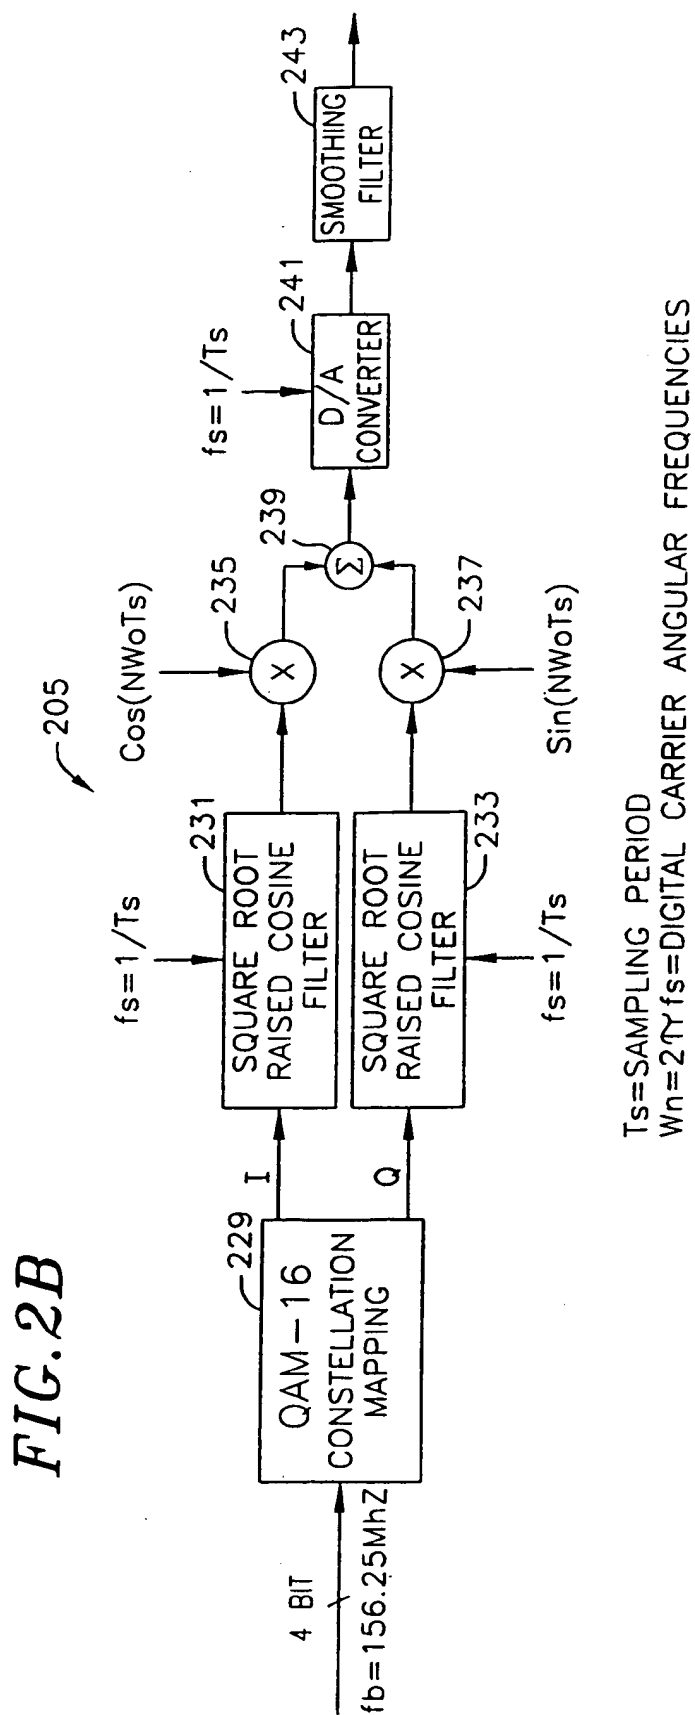 FIG.2B
205
4 BIT
fb=156.25MhZ
229
QAM-16
CONSTELLATION
MAPPING
I
Q
fs=1/Ts
231
SQUARE ROOT
RAISED COSINE
FILTER
SQUARE ROOT
RAISED COSINE
FILTER
233
fs=1/Ts
Cos(NWoTs)
235
X
X
237
Sin(NWoTs)
239
Σ
fs=1/Ts
241
D/A
CONVERTER
243
SMOOTHING
FILTER
Ts=SAMPLING PERIOD
Wn=2πfs=DIGITAL CARRIER ANGULAR FREQUENCIES